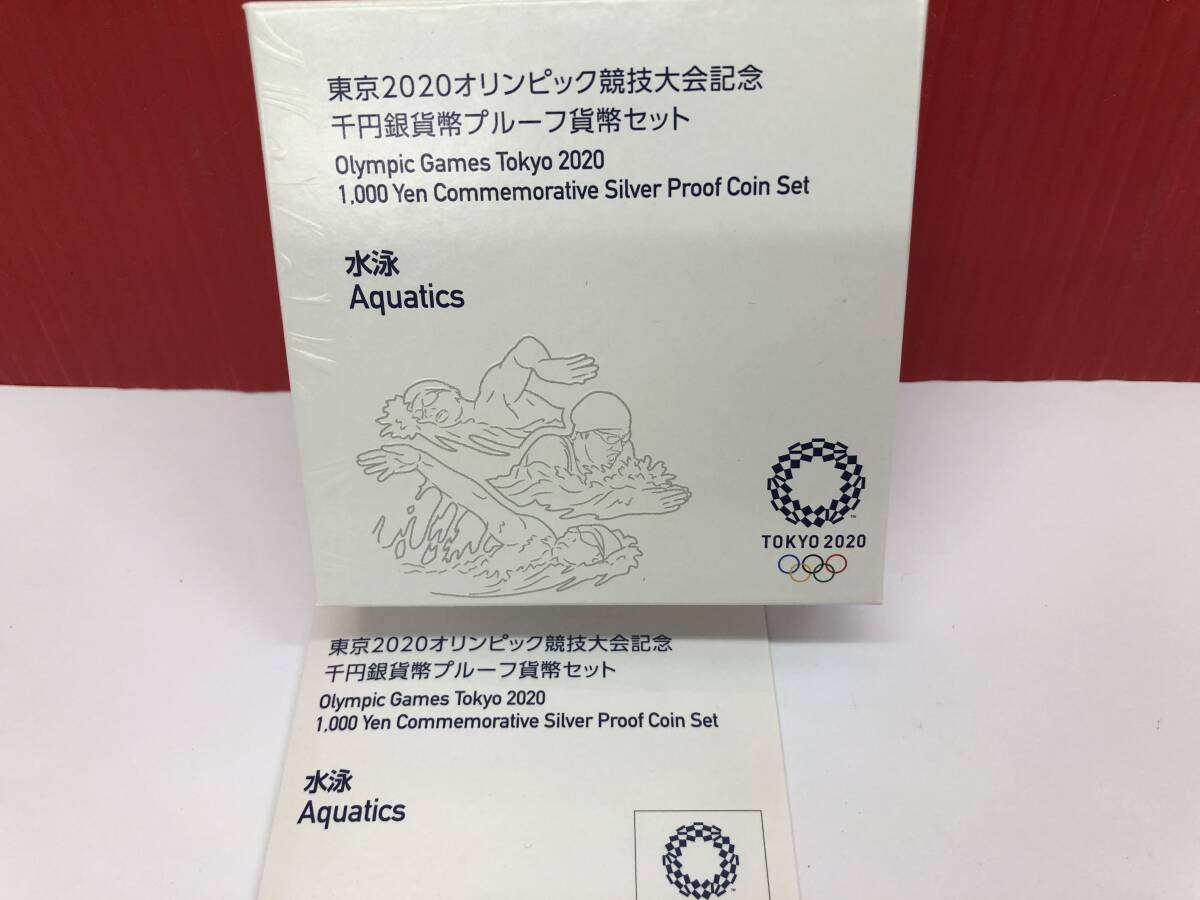 東京2020オリンピック競技大会記念
千円銀貨幣プルーフ貨幣セット
Olympic Games Tokyo 2020
1,000 Yen Commemorative Silver Proof Coin Set
水泳
Aquatics
TM
TOKYO 2020
東京2020オリンピック競技大会記念
千円銀貨幣プルーフ貨幣セット
Olympic Games Tokyo 2020
1,000 Yen Commemorative Silver Proof Coin Set
水泳
Aquatics
TM